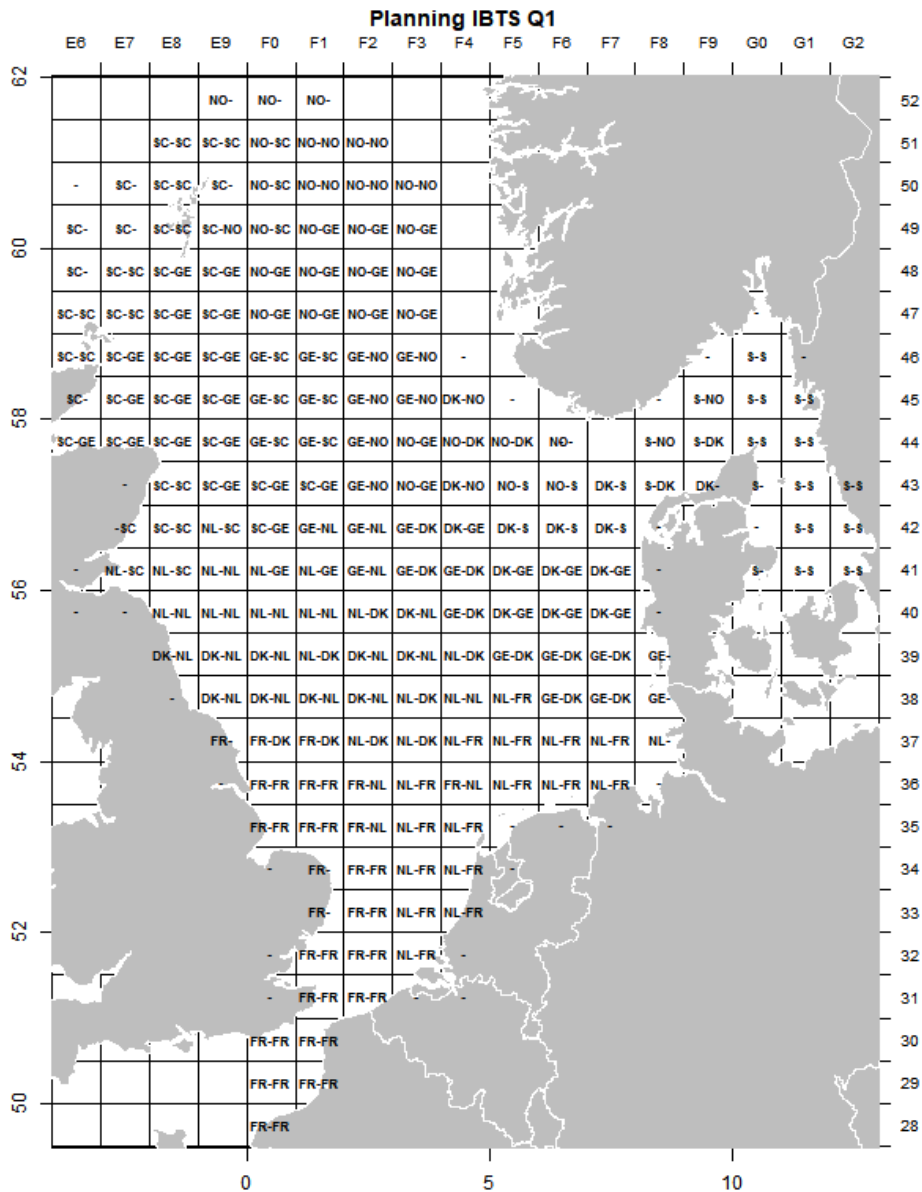 Planning IBTS Q1
E6 E7 E8 E9 F0 F1 F2 F3 F4 F5 F6 F7 F8 F9 G0 G1 G2
62
NO- NO- NO- 52
$C-$C $C-$C NO-$C NO-NO NO-NO 51
- $C- $C-$C $C- NO-$C NO-NO NO-NO NO-NO 50
$C- $C- $C-$C $C-NO NO-$C NO-GE NO-GE NO-GE 49
60
$C- $C-$C $C-GE $C-GE NO-GE NO-GE NO-GE NO-GE 48
$C-$C $C-$C $C-GE $C-GE NO-GE NO-GE NO-GE NO-GE - 47
$C-$C $C-GE $C-GE $C-GE GE-$C GE-$C GE-NO GE-NO - - $-$ - 46
$C- $C-GE $C-GE $C-GE GE-$C GE-$C GE-NO GE-NO DK-NO - - $-NO $-$ $-$ 45
58
$C-GE $C-GE $C-GE $C-GE GE-$C GE-$C GE-NO NO-GE NO-DK NO-DK NO- $-NO $-DK $-$ $-$ 44
- $C-$C $C-GE $C-GE $C-GE GE-NO NO-GE DK-NO NO-$ NO-$ DK-$ $-DK DK- $- $-$ $-$ 43
-$C $C-$C NL-$C $C-GE GE-NL GE-NL GE-DK DK-GE DK-$ DK-$ DK-$ - - $-$ $-$ 42
- NL-$C NL-$C NL-NL NL-GE NL-GE GE-NL GE-DK GE-DK DK-GE DK-GE DK-GE - $- $-$ $-$ 41
56
- - NL-NL NL-NL NL-NL NL-NL NL-DK DK-NL GE-DK DK-GE DK-GE DK-GE - 40
DK-NL DK-NL DK-NL NL-DK DK-NL DK-NL NL-DK GE-DK GE-DK GE-DK GE- 39
- DK-NL DK-NL DK-NL DK-NL NL-DK NL-NL NL-FR GE-DK GE-DK GE- 38
FR- FR-DK FR-DK NL-DK NL-DK NL-FR NL-FR NL-FR NL-FR NL- 37
54
- FR-FR FR-FR FR-NL NL-FR FR-NL NL-FR NL-FR NL-FR - 36
FR-FR FR-FR FR-NL NL-FR NL-FR - - - 35
- FR- FR-FR NL-FR NL-FR - 34
FR- FR-FR NL-FR NL-FR 33
52
- FR-FR FR-FR NL-FR - 32
- FR-FR FR-FR - - 31
FR-FR FR-FR 30
FR-FR FR-FR 29
50
FR-FR 28
0 5 10